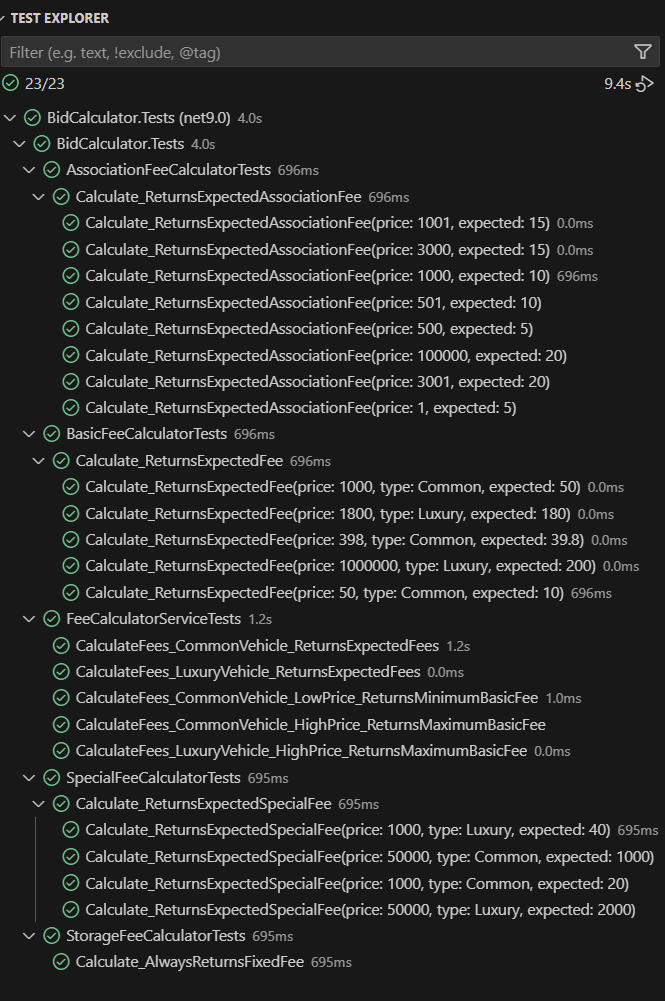 TEST EXPLORER
Filter (e.g. text, !exclude, @tag)
23/23 9.4s
BidCalculator.Tests (net9.0) 4.0s
BidCalculator.Tests 4.0s
AssociationFeeCalculatorTests 696ms
Calculate_ReturnsExpectedAssociationFee 696ms
Calculate_ReturnsExpectedAssociationFee(price: 1001, expected: 15) 0.0ms
Calculate_ReturnsExpectedAssociationFee(price: 3000, expected: 15) 0.0ms
Calculate_ReturnsExpectedAssociationFee(price: 1000, expected: 10) 696ms
Calculate_ReturnsExpectedAssociationFee(price: 501, expected: 10)
Calculate_ReturnsExpectedAssociationFee(price: 500, expected: 5)
Calculate_ReturnsExpectedAssociationFee(price: 100000, expected: 20)
Calculate_ReturnsExpectedAssociationFee(price: 3001, expected: 20)
Calculate_ReturnsExpectedAssociationFee(price: 1, expected: 5)
BasicFeeCalculatorTests 696ms
Calculate_ReturnsExpectedFee 696ms
Calculate_ReturnsExpectedFee(price: 1000, type: Common, expected: 50) 0.0ms
Calculate_ReturnsExpectedFee(price: 1800, type: Luxury, expected: 180) 0.0ms
Calculate_ReturnsExpectedFee(price: 398, type: Common, expected: 39.8) 0.0ms
Calculate_ReturnsExpectedFee(price: 1000000, type: Luxury, expected: 200) 0.0ms
Calculate_ReturnsExpectedFee(price: 50, type: Common, expected: 10) 696ms
FeeCalculatorServiceTests 1.2s
CalculateFees_CommonVehicle_ReturnsExpectedFees 1.2s
CalculateFees_LuxuryVehicle_ReturnsExpectedFees 0.0ms
CalculateFees_CommonVehicle_LowPrice_ReturnsMinimumBasicFee 1.0ms
CalculateFees_CommonVehicle_HighPrice_ReturnsMaximumBasicFee
CalculateFees_LuxuryVehicle_HighPrice_ReturnsMaximumBasicFee 0.0ms
SpecialFeeCalculatorTests 695ms
Calculate_ReturnsExpectedSpecialFee 695ms
Calculate_ReturnsExpectedSpecialFee(price: 1000, type: Luxury, expected: 40) 695ms
Calculate_ReturnsExpectedSpecialFee(price: 50000, type: Common, expected: 1000)
Calculate_ReturnsExpectedSpecialFee(price: 1000, type: Common, expected: 20)
Calculate_ReturnsExpectedSpecialFee(price: 50000, type: Luxury, expected: 2000)
StorageFeeCalculatorTests 695ms
Calculate_AlwaysReturnsFixedFee 695ms